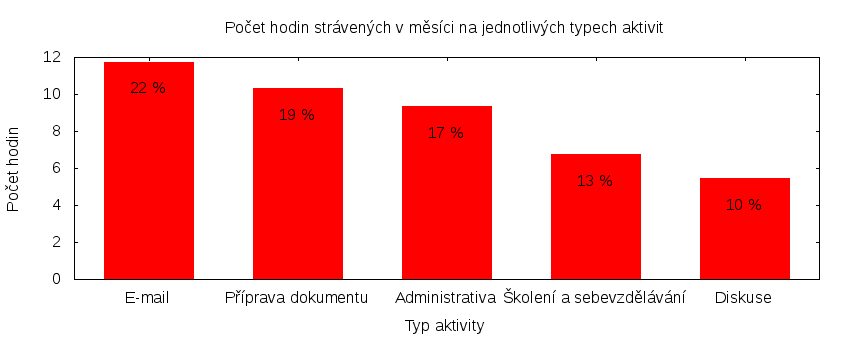 Počet hodin strávených v měsíci na jednotlivých typech aktivit
12
10
8
6
4
2
0
Počet hodin
22 %
19 %
17 %
13 %
10 %
E-mail
Příprava dokumentu
Administrativa
Školení a sebevzdělávání
Diskuse
Typ aktivity